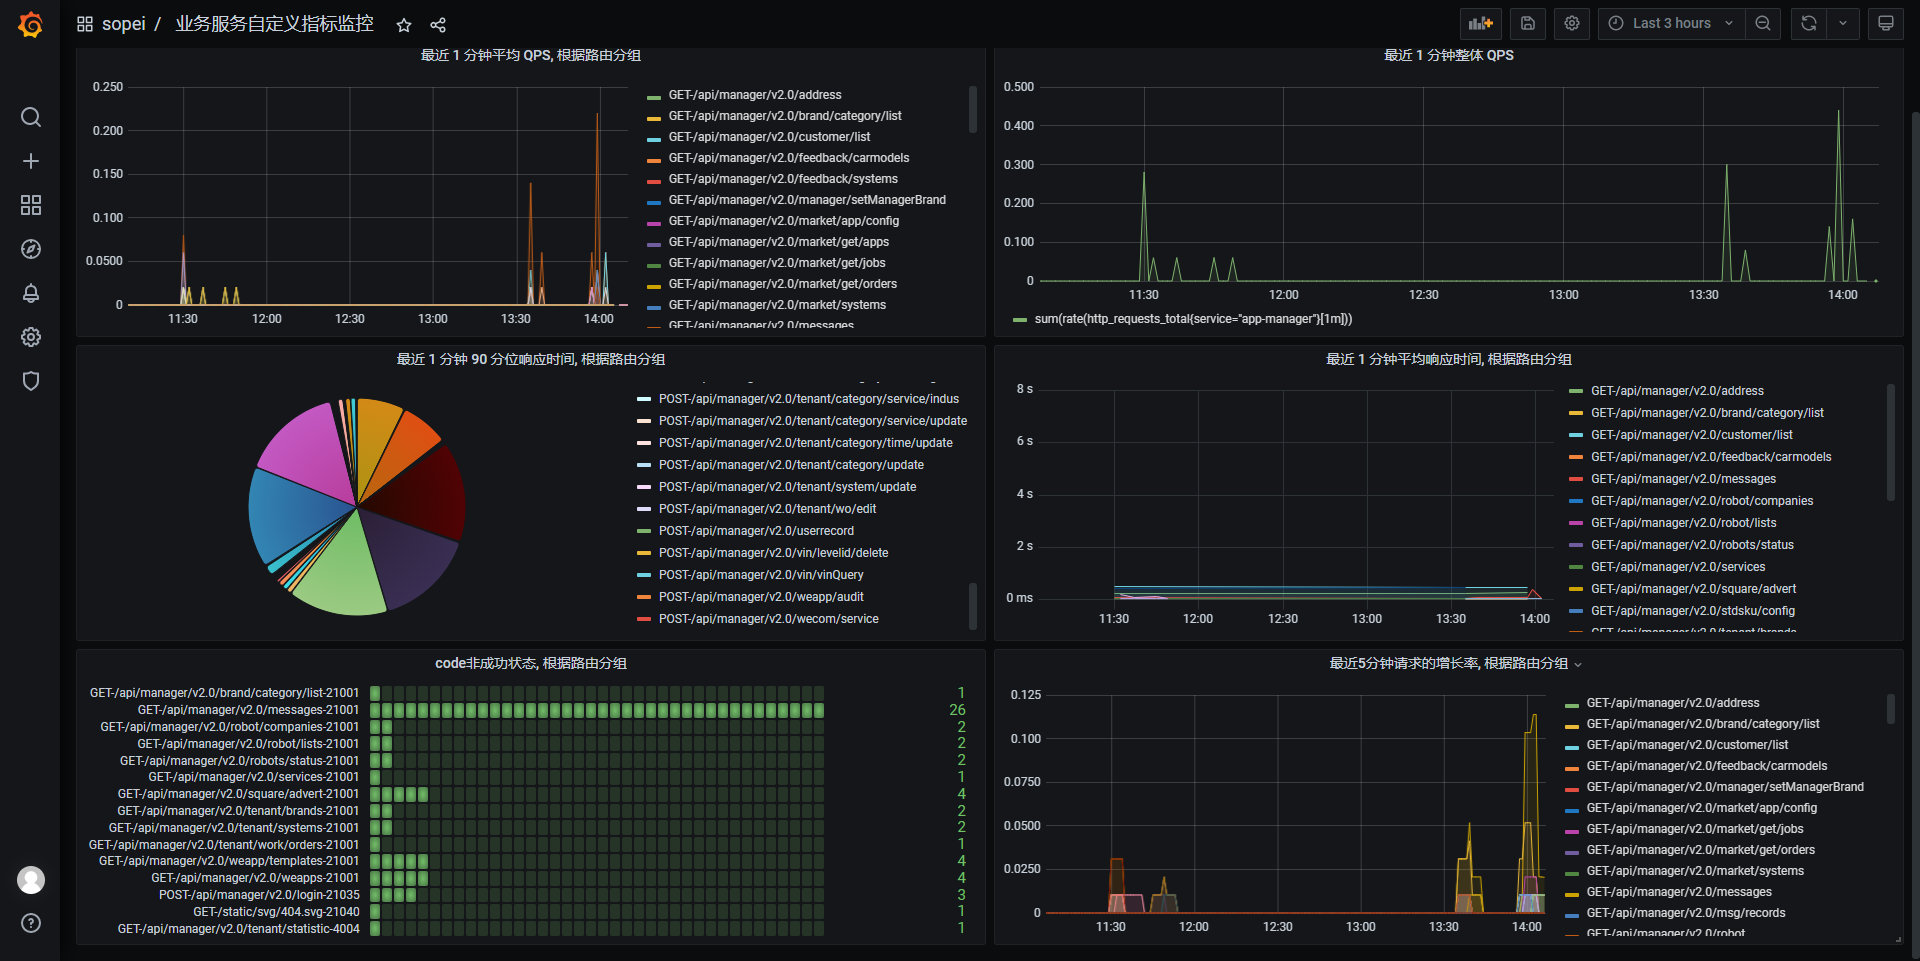 sopei / 业务服务自定义指标监控
Last 3 hours
最近 1 分钟平均 QPS, 根据路由分组
0.250
0.200
0.150
0.100
0.0500
0
11:30
12:00
12:30
13:00
13:30
14:00
GET-/api/manager/v2.0/address
GET-/api/manager/v2.0/brand/category/list
GET-/api/manager/v2.0/customer/list
GET-/api/manager/v2.0/feedback/carmodels
GET-/api/manager/v2.0/feedback/systems
GET-/api/manager/v2.0/manager/setManagerBrand
GET-/api/manager/v2.0/market/app/config
GET-/api/manager/v2.0/market/get/apps
GET-/api/manager/v2.0/market/get/jobs
GET-/api/manager/v2.0/market/get/orders
GET-/api/manager/v2.0/market/systems
GET-/api/manager/v2.0/messages
最近 1 分钟整体 QPS
0.500
0.400
0.300
0.200
0.100
0
11:30
12:00
12:30
13:00
13:30
14:00
sum(rate(http_requests_total{service="app-manager"}[1m]))
最近 1 分钟 90 分位响应时间, 根据路由分组
POST-/api/manager/v2.0/tenant/category/service/indus
POST-/api/manager/v2.0/tenant/category/service/update
POST-/api/manager/v2.0/tenant/category/time/update
POST-/api/manager/v2.0/tenant/category/update
POST-/api/manager/v2.0/tenant/system/update
POST-/api/manager/v2.0/tenant/wo/edit
POST-/api/manager/v2.0/userrecord
POST-/api/manager/v2.0/vin/levelid/delete
POST-/api/manager/v2.0/vin/vinQuery
POST-/api/manager/v2.0/weapp/audit
POST-/api/manager/v2.0/wecom/service
最近 1 分钟平均响应时间, 根据路由分组
8 s
6 s
4 s
2 s
0 ms
11:30
12:00
12:30
13:00
13:30
14:00
GET-/api/manager/v2.0/address
GET-/api/manager/v2.0/brand/category/list
GET-/api/manager/v2.0/customer/list
GET-/api/manager/v2.0/feedback/carmodels
GET-/api/manager/v2.0/messages
GET-/api/manager/v2.0/robot/companies
GET-/api/manager/v2.0/robot/lists
GET-/api/manager/v2.0/robots/status
GET-/api/manager/v2.0/services
GET-/api/manager/v2.0/square/advert
GET-/api/manager/v2.0/stdsku/config
GET-/api/manager/v2.0/tenant/brands
code非成功状态, 根据路由分组
GET-/api/manager/v2.0/brand/category/list-21001 1
GET-/api/manager/v2.0/messages-21001 26
GET-/api/manager/v2.0/robot/companies-21001 2
GET-/api/manager/v2.0/robot/lists-21001 2
GET-/api/manager/v2.0/robots/status-21001 2
GET-/api/manager/v2.0/services-21001 1
GET-/api/manager/v2.0/square/advert-21001 4
GET-/api/manager/v2.0/tenant/brands-21001 2
GET-/api/manager/v2.0/tenant/systems-21001 2
GET-/api/manager/v2.0/tenant/work/orders-21001 1
GET-/api/manager/v2.0/weapp/templates-21001 4
GET-/api/manager/v2.0/weapps-21001 4
POST-/api/manager/v2.0/login-21035 3
GET-/static/svg/404.svg-21040 1
GET-/api/manager/v2.0/tenant/statistic-4004 1
最近5分钟请求的增长率, 根据路由分组
0.125
0.100
0.0750
0.0500
0.0250
0
11:30
12:00
12:30
13:00
13:30
14:00
GET-/api/manager/v2.0/address
GET-/api/manager/v2.0/brand/category/list
GET-/api/manager/v2.0/customer/list
GET-/api/manager/v2.0/feedback/carmodels
GET-/api/manager/v2.0/manager/setManagerBrand
GET-/api/manager/v2.0/market/app/config
GET-/api/manager/v2.0/market/get/jobs
GET-/api/manager/v2.0/market/get/orders
GET-/api/manager/v2.0/market/systems
GET-/api/manager/v2.0/messages
GET-/api/manager/v2.0/msg/records
GET-/api/manager/v2.0/robot